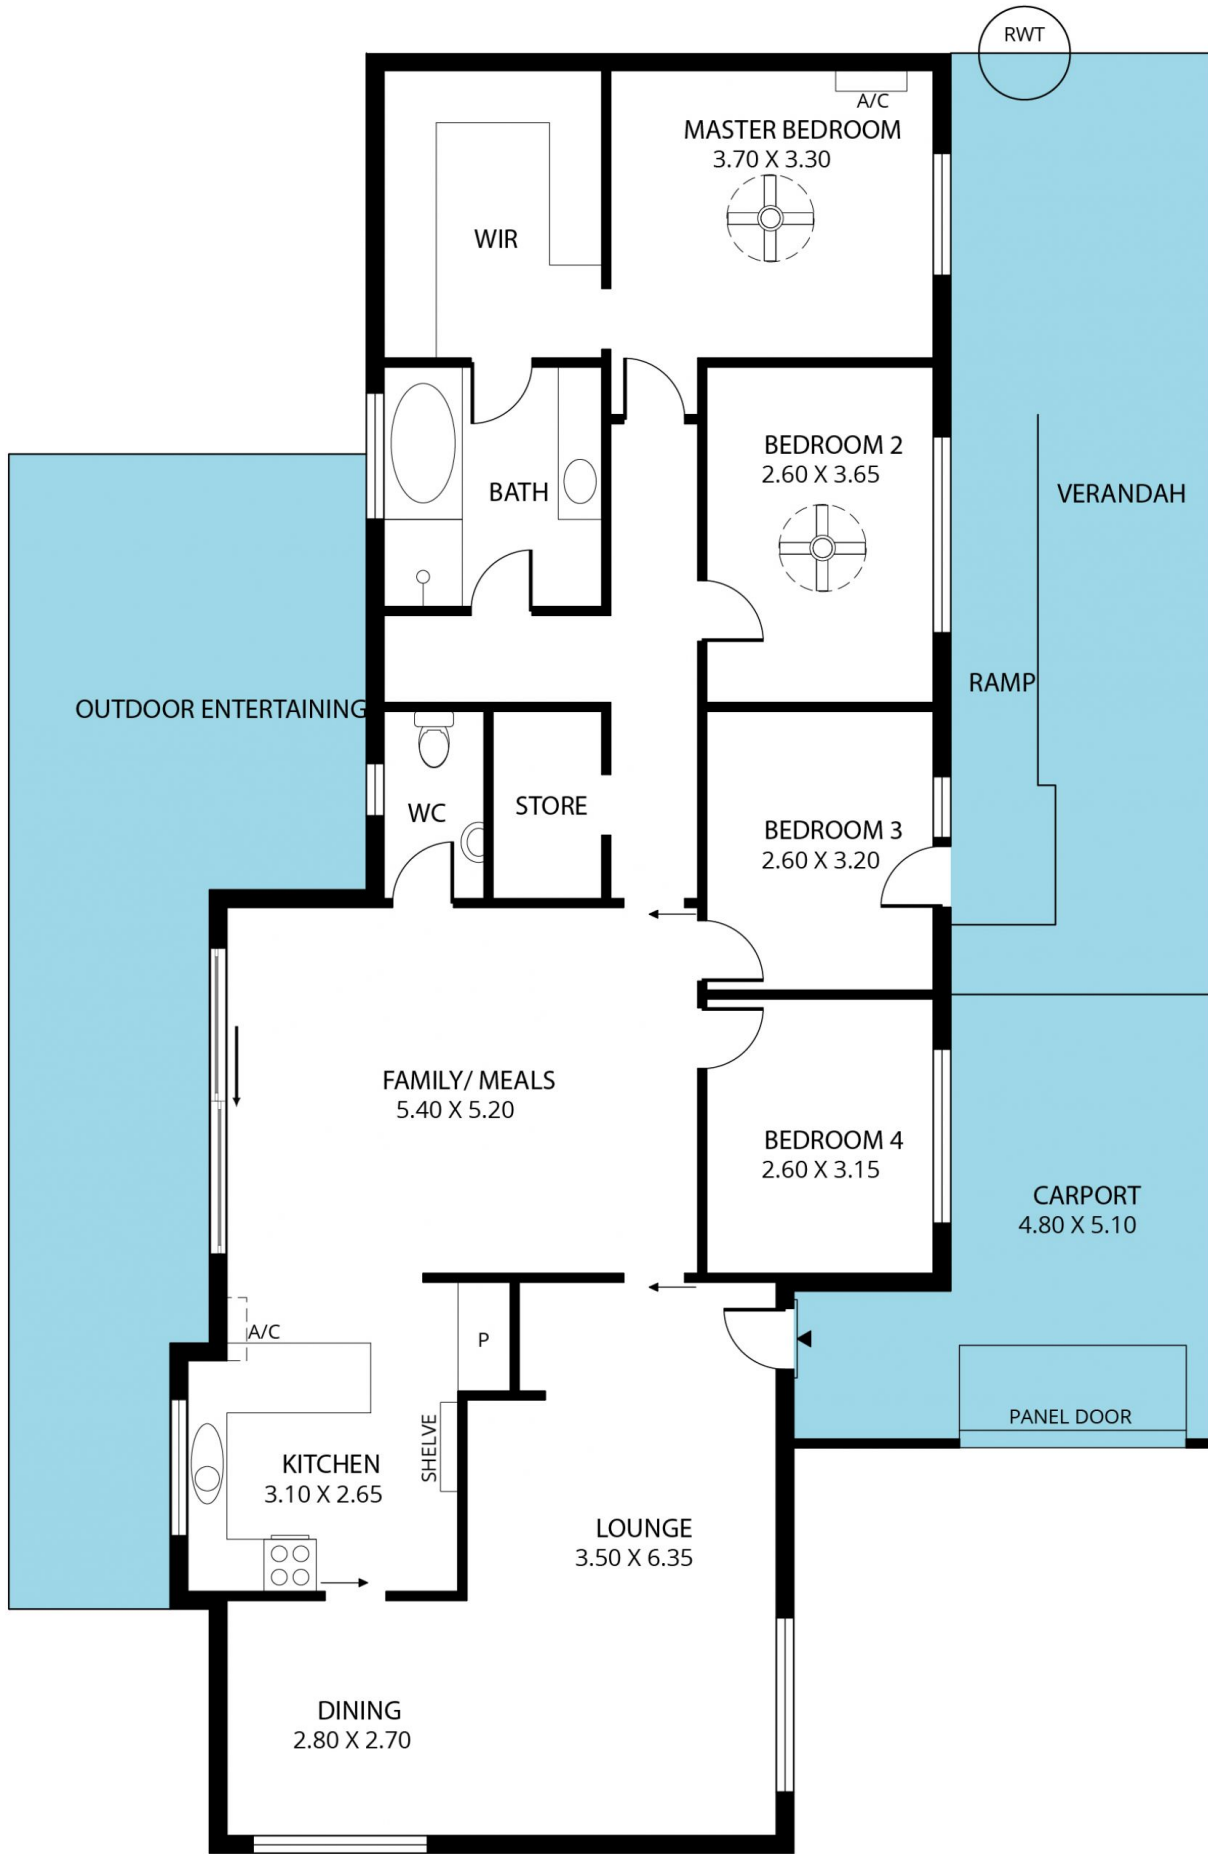 RWT
A/C
MASTER BEDROOM
3.70 X 3.30
WIR
BEDROOM 2
2.60 X 3.65
BATH
VERANDAH
RAMP
OUTDOOR ENTERTAINING
WC
STORE
BEDROOM 3
2.60 X 3.20
FAMILY/ MEALS
5.40 X 5.20
BEDROOM 4
2.60 X 3.15
CARPORT
4.80 X 5.10
A/C
P
PANEL DOOR
SHELVE
KITCHEN
3.10 X 2.65
LOUNGE
3.50 X 6.35
DINING
2.80 X 2.70